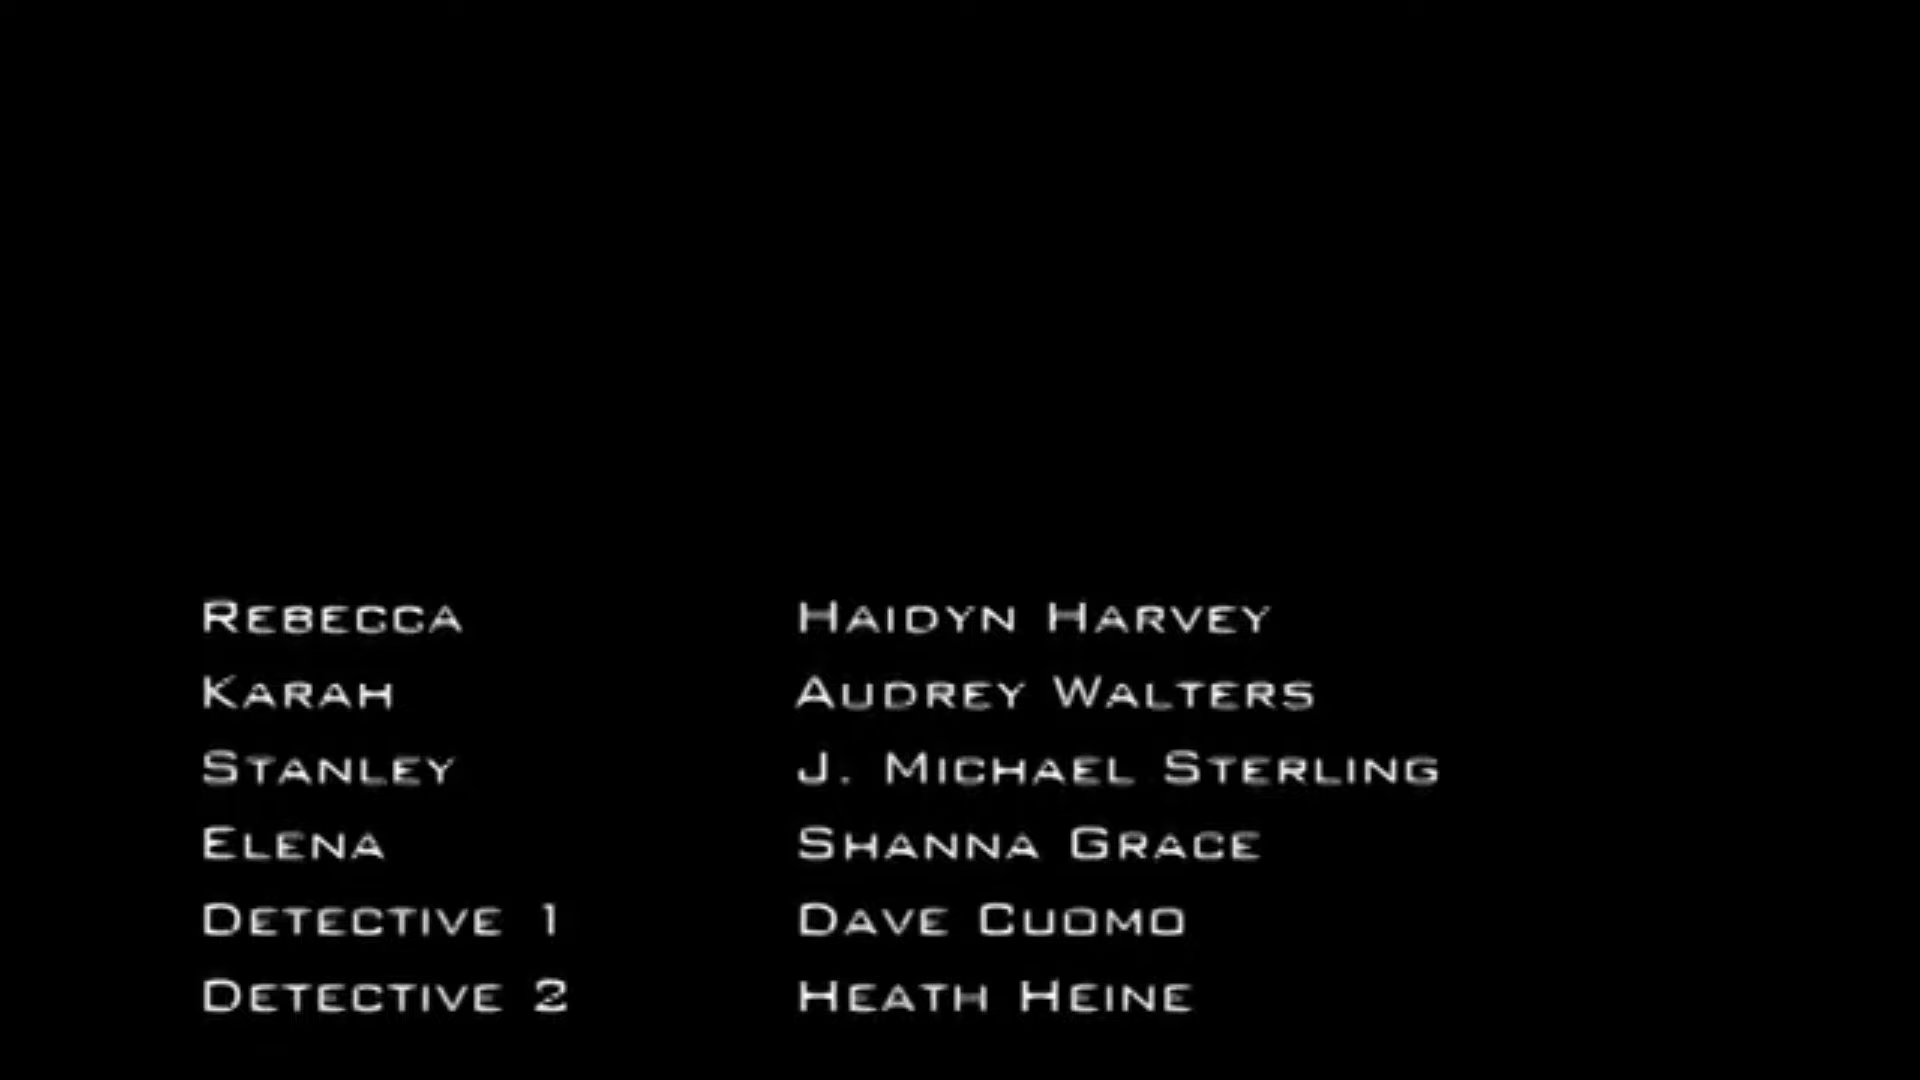 Rebecca Haidyn Harvey
Karah Audrey Walters
Stanley J. Michael Sterling
Elena Shanna Grace
Detective 1 Dave Cuomo
Detective 2 Heath Heine